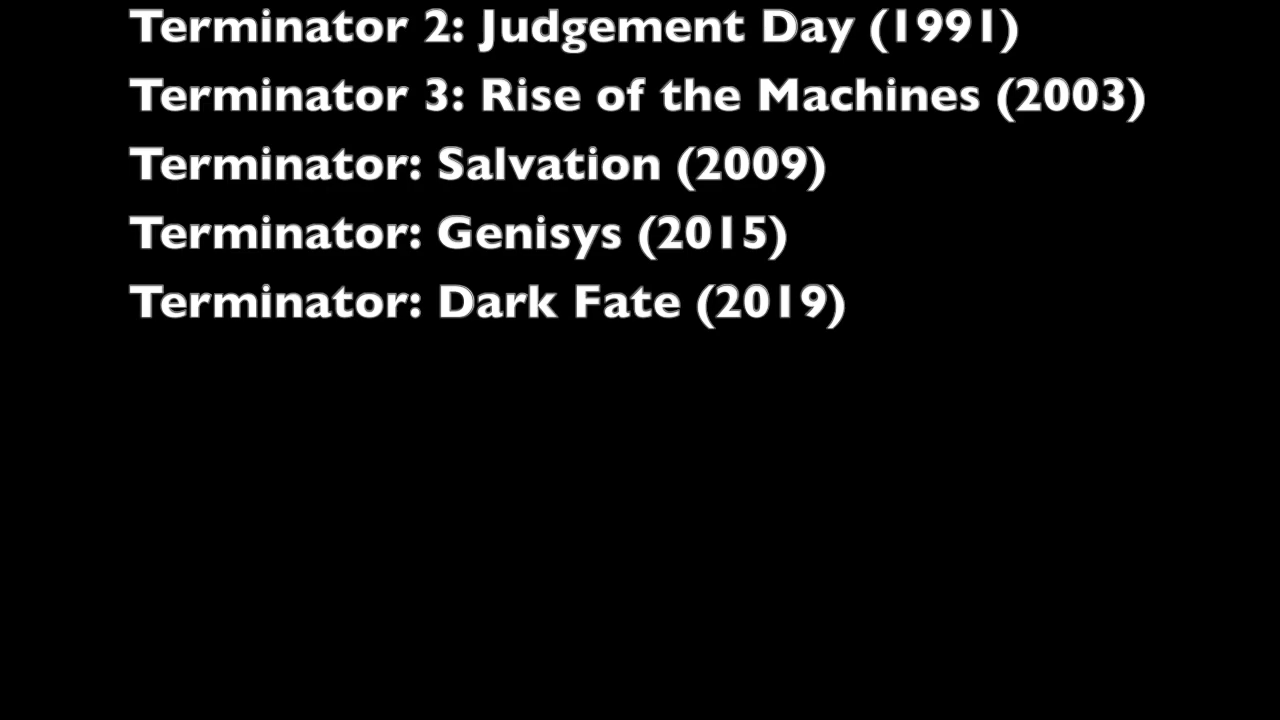 Terminator 2: Judgement Day (1991)
Terminator 3: Rise of the Machines (2003)
Terminator: Salvation (2009)
Terminator: Genisys (2015)
Terminator: Dark Fate (2019)